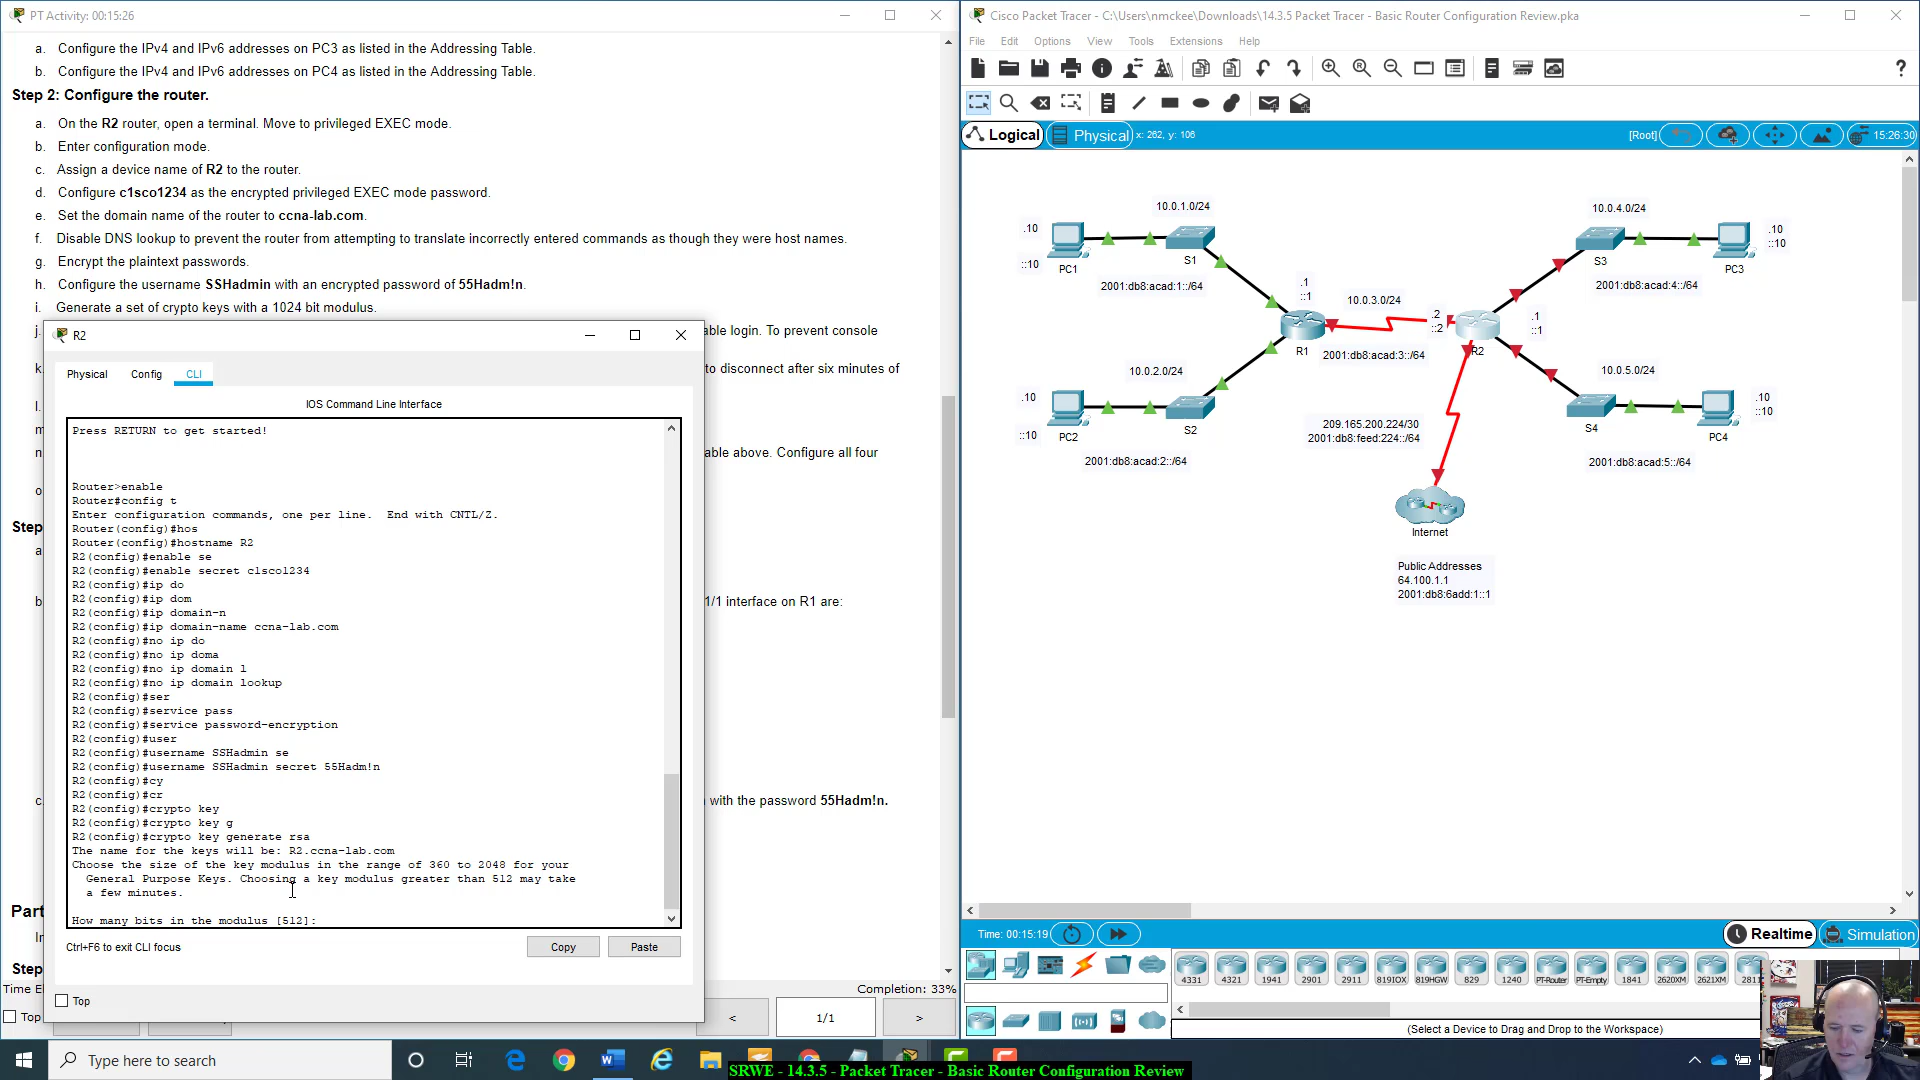 PT Activity: 00:15:26
a. Configure the IPv4 and IPv6 addresses on PC3 as listed in the Addressing Table.
b. Configure the IPv4 and IPv6 addresses on PC4 as listed in the Addressing Table.
Step 2: Configure the router.
a. On the R2 router, open a terminal. Move to privileged EXEC mode.
b. Enter configuration mode.
c. Assign a device name of R2 to the router.
d. Configure c1sco1234 as the encrypted privileged EXEC mode password.
e. Set the domain name of the router to ccna-lab.com.
f. Disable DNS lookup to prevent the router from attempting to translate incorrectly entered commands as though they were host names.
g. Encrypt the plaintext passwords.
h. Configure the username SSHadmin with an encrypted password of 55Hadm!n.
i. Generate a set of crypto keys with a 1024 bit modulus.
j. able login. To prevent console
k. to disconnect after six minutes of
l.
m
n. able above. Configure all four
o.
Step
a.
b. 1/1 interface on R1 are:
c. with the password 55Hadm!n.
Part
Step
Time El
Completion: 33%
Top
<
1/1
>
R2
Physical
Config
CLI
IOS Command Line Interface
Press RETURN to get started!
Router>enable
Router#config t
Enter configuration commands, one per line. End with CNTL/Z.
Router(config)#hos
Router(config)#hostname R2
R2(config)#enable se
R2(config)#enable secret c1sco1234
R2(config)#ip do
R2(config)#ip dom
R2(config)#ip domain-n
R2(config)#ip domain-name ccna-lab.com
R2(config)#no ip do
R2(config)#no ip doma
R2(config)#no ip domain l
R2(config)#no ip domain lookup
R2(config)#ser
R2(config)#service pass
R2(config)#service password-encryption
R2(config)#user
R2(config)#username SSHadmin se
R2(config)#username SSHadmin secret 55Hadm!n
R2(config)#cy
R2(config)#cr
R2(config)#crypto key
R2(config)#crypto key g
R2(config)#crypto key generate rsa
The name for the keys will be: R2.ccna-lab.com
Choose the size of the key modulus in the range of 360 to 2048 for your
General Purpose Keys. Choosing a key modulus greater than 512 may take
a few minutes.
How many bits in the modulus [512]:
Ctrl+F6 to exit CLI focus
Copy
Paste
Top
Cisco Packet Tracer - C:\Users\nmckee\Downloads\14.3.5 Packet Tracer - Basic Router Configuration Review.pka
File Edit Options View Tools Extensions Help
?
Logical
Physical
x: 262, y: 106
[Root]
15:26:30
10.0.1.0/24
10.0.4.0/24
.10
::10
PC1
S1
2001:db8:acad:1::/64
.1
::1
10.0.3.0/24
.2
::2
R1
2001:db8:acad:3::/64
R2
.1
::1
S3
2001:db8:acad:4::/64
PC3
.10
::10
10.0.2.0/24
10.0.5.0/24
.10
::10
PC2
S2
2001:db8:acad:2::/64
209.165.200.224/30
2001:db8:feed:224::/64
S4
2001:db8:acad:5::/64
PC4
.10
::10
Internet
Public Addresses
64.100.1.1
2001:db8:6add:1::1
Time: 00:15:19
Realtime
Simulation
4331 4321 1941 2901 2911 819IOX 819HGW 829 1240 PT-Router PT-Empty 1841 2620XM 2621XM 2811
(Select a Device to Drag and Drop to the Workspace)
Type here to search
SRWE - 14.3.5 - Packet Tracer - Basic Router Configuration Review